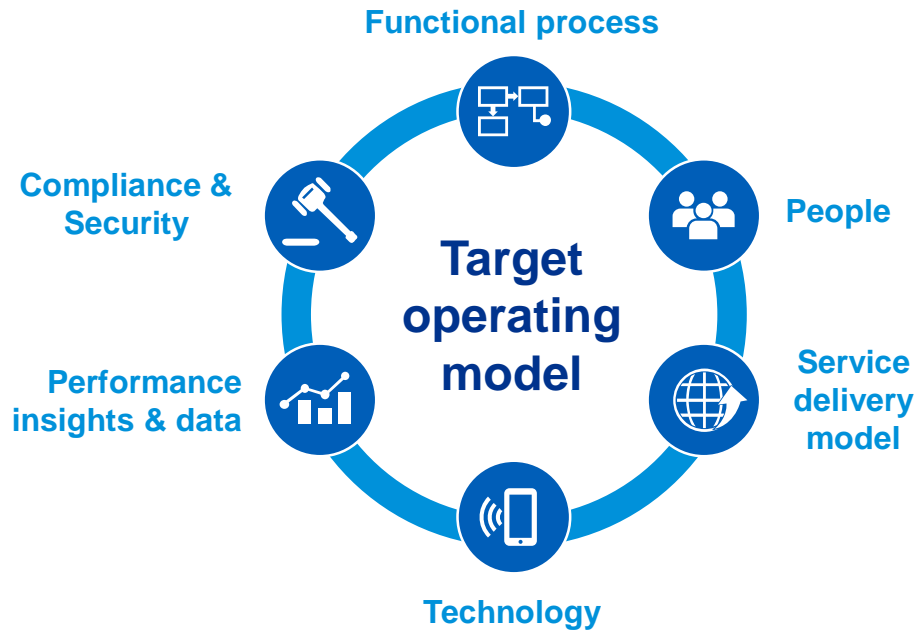 Functional process
Compliance &
Security
People
Target
operating
model
Performance
insights & data
Service
delivery
model
Technology